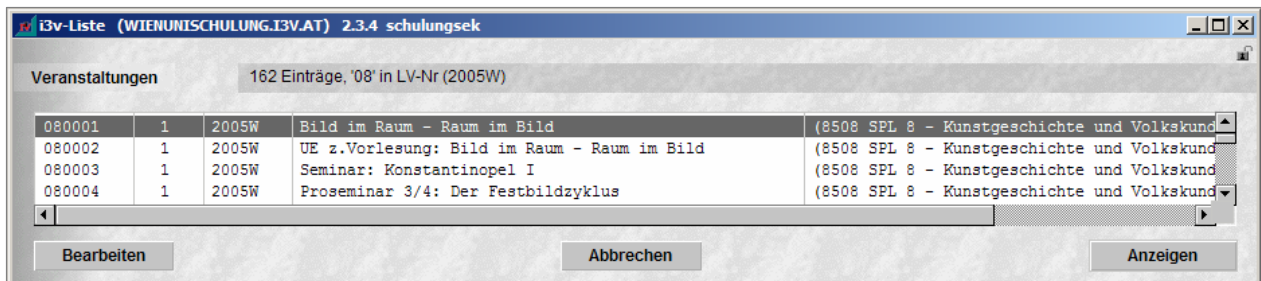 i3v-Liste (WIENUNISCHULUNG.I3V.AT) 2.3.4 schulungsek
Veranstaltungen 162 Einträge, '08' in LV-Nr (2005W)
080001 1 2005W Bild im Raum - Raum im Bild (8508 SPL 8 - Kunstgeschichte und Volkskund
080002 1 2005W UE z.Vorlesung: Bild im Raum - Raum im Bild (8508 SPL 8 - Kunstgeschichte und Volkskund
080003 1 2005W Seminar: Konstantinopel I (8508 SPL 8 - Kunstgeschichte und Volkskund
080004 1 2005W Proseminar 3/4: Der Festbildzyklus (8508 SPL 8 - Kunstgeschichte und Volkskund
Bearbeiten Abbrechen Anzeigen